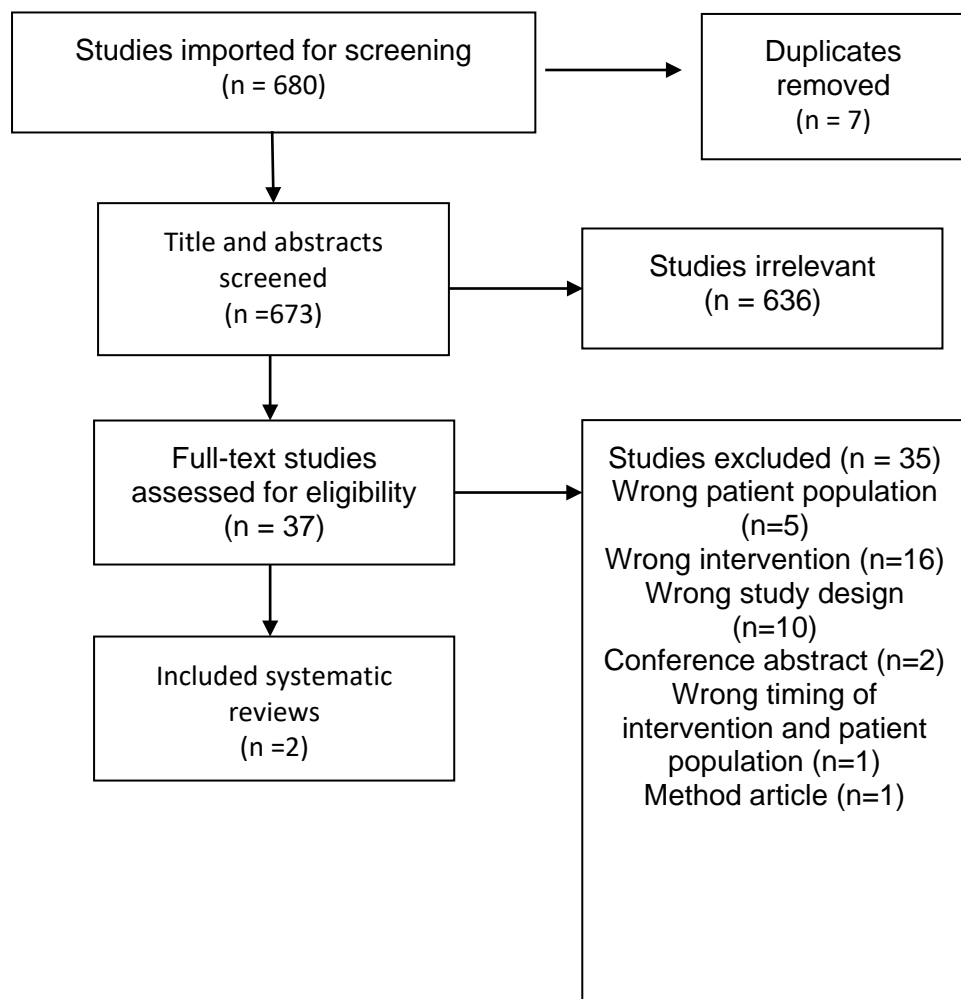 Studies imported for screening
(n = 680)
Duplicates
removed
(n = 7)
Title and abstracts
screened
(n =673)
Studies irrelevant
(n = 636)
Full-text studies
assessed for eligibility
(n = 37)
Studies excluded (n = 35)
Wrong patient population
(n=5)
Wrong intervention (n=16)
Wrong study design
(n=10)
Conference abstract (n=2)
Wrong timing of
intervention and patient
population (n=1)
Method article (n=1)
Included systematic
reviews
(n =2)